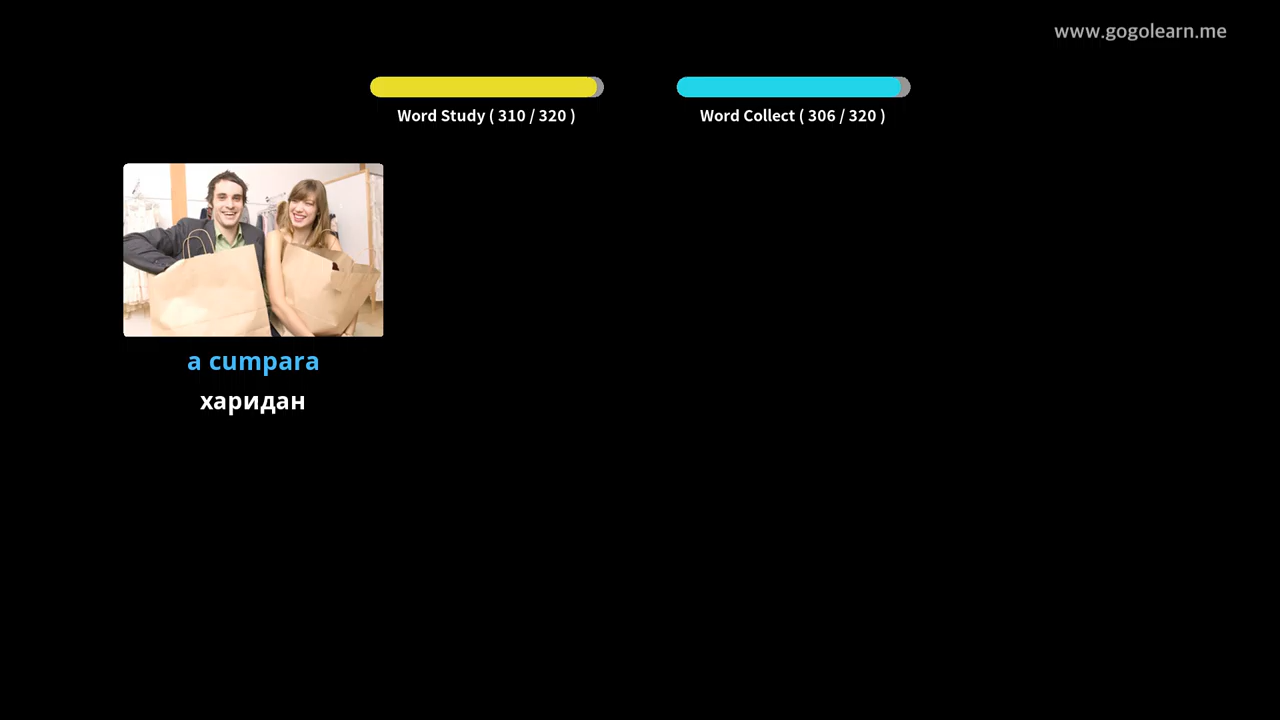 www.gogolearn.me
Word Study ( 310 / 320 )
Word Collect ( 306 / 320 )
a cumpara
харидан